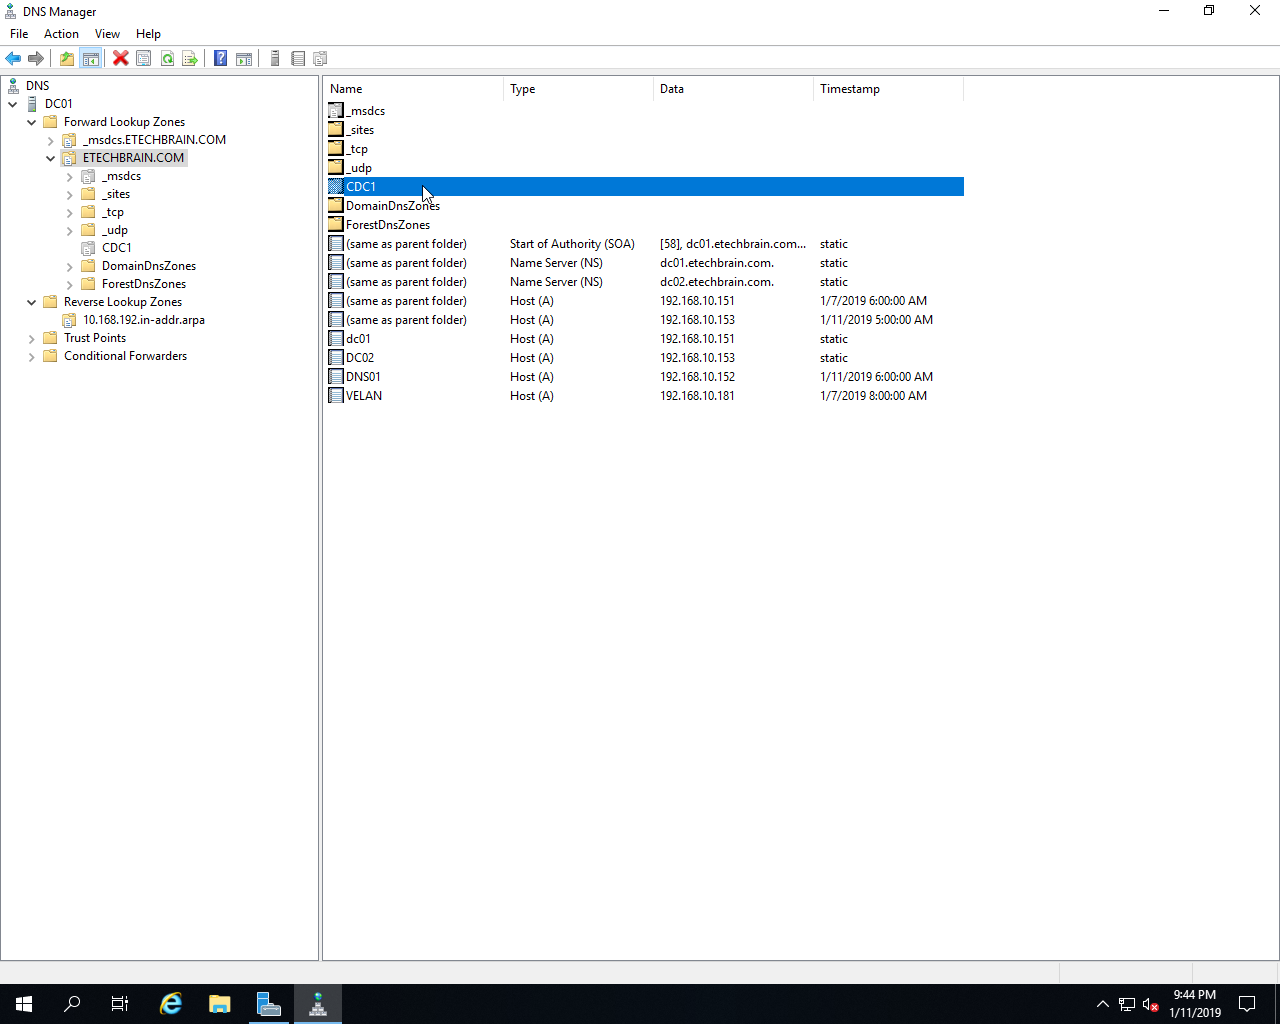 DNS Manager
File Action View Help
DNS
DC01
Forward Lookup Zones
_msdcs.ETECHBRAIN.COM
ETECHBRAIN.COM
_msdcs
_sites
_tcp
_udp
CDC1
DomainDnsZones
ForestDnsZones
Reverse Lookup Zones
10.168.192.in-addr.arpa
Trust Points
Conditional Forwarders
Name Type Data Timestamp
_msdcs
_sites
_tcp
_udp
CDC1
DomainDnsZones
ForestDnsZones
(same as parent folder) Start of Authority (SOA) [58], dc01.etechbrain.com... static
(same as parent folder) Name Server (NS) dc01.etechbrain.com. static
(same as parent folder) Name Server (NS) dc02.etechbrain.com. static
(same as parent folder) Host (A) 192.168.10.151 1/7/2019 6:00:00 AM
(same as parent folder) Host (A) 192.168.10.153 1/11/2019 5:00:00 AM
dc01 Host (A) 192.168.10.151 static
DC02 Host (A) 192.168.10.153 static
DNS01 Host (A) 192.168.10.152 1/11/2019 6:00:00 AM
VELAN Host (A) 192.168.10.181 1/7/2019 8:00:00 AM
9:44 PM
1/11/2019